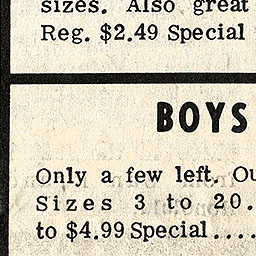 sizes. Also great
Reg. $2.49 Special
BOYS
Only a few left. Ou
Sizes 3 to 20.
to $4.99 Special....